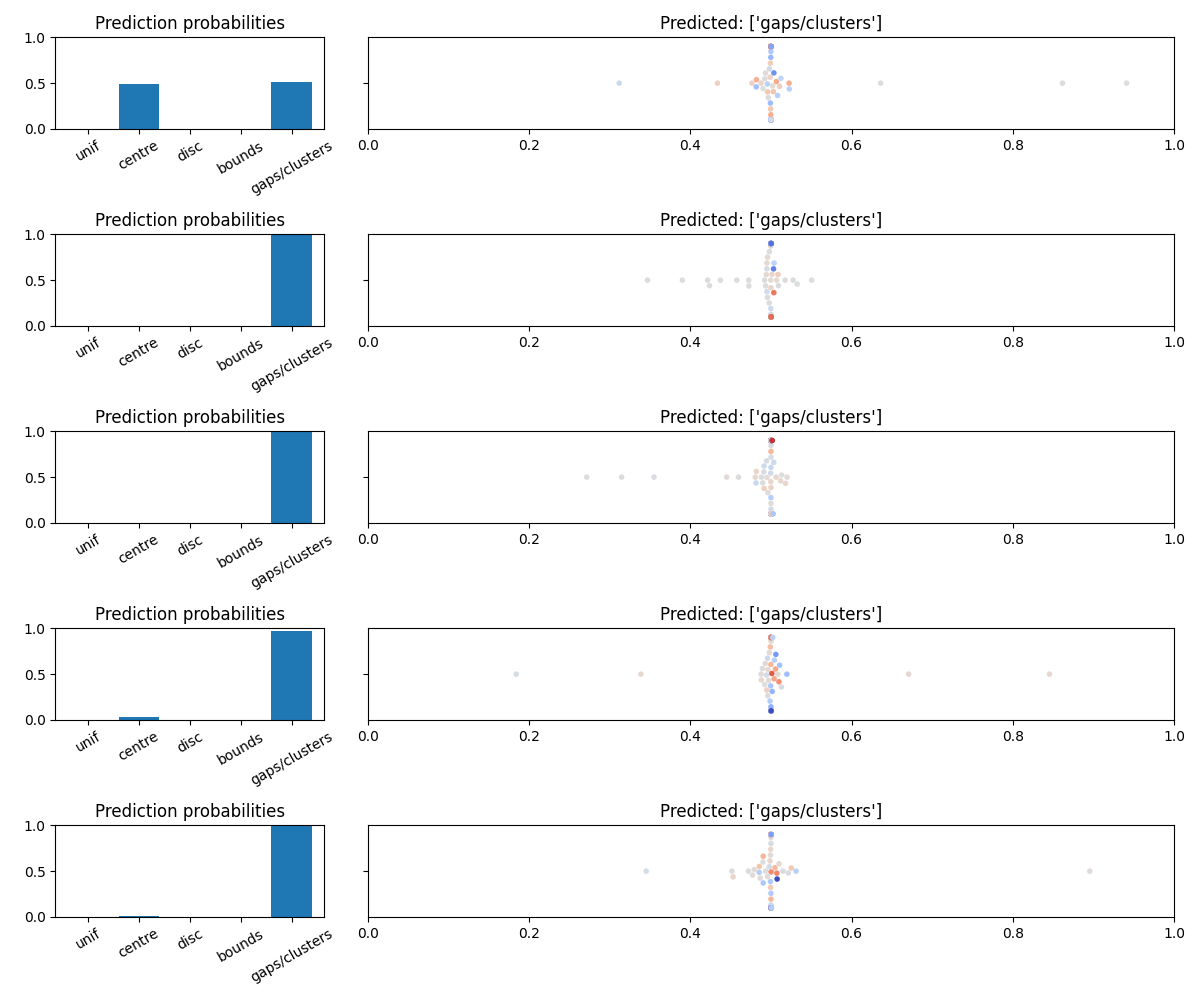 Prediction probabilities
Predicted: ['gaps/clusters']
1.0
0.5
0.0
unif
centre
disc
bounds
gaps/clusters
0.0 0.2 0.4 0.6 0.8 1.0
Prediction probabilities
Predicted: ['gaps/clusters']
1.0
0.5
0.0
unif
centre
disc
bounds
gaps/clusters
0.0 0.2 0.4 0.6 0.8 1.0
Prediction probabilities
Predicted: ['gaps/clusters']
1.0
0.5
0.0
unif
centre
disc
bounds
gaps/clusters
0.0 0.2 0.4 0.6 0.8 1.0
Prediction probabilities
Predicted: ['gaps/clusters']
1.0
0.5
0.0
unif
centre
disc
bounds
gaps/clusters
0.0 0.2 0.4 0.6 0.8 1.0
Prediction probabilities
Predicted: ['gaps/clusters']
1.0
0.5
0.0
unif
centre
disc
bounds
gaps/clusters
0.0 0.2 0.4 0.6 0.8 1.0